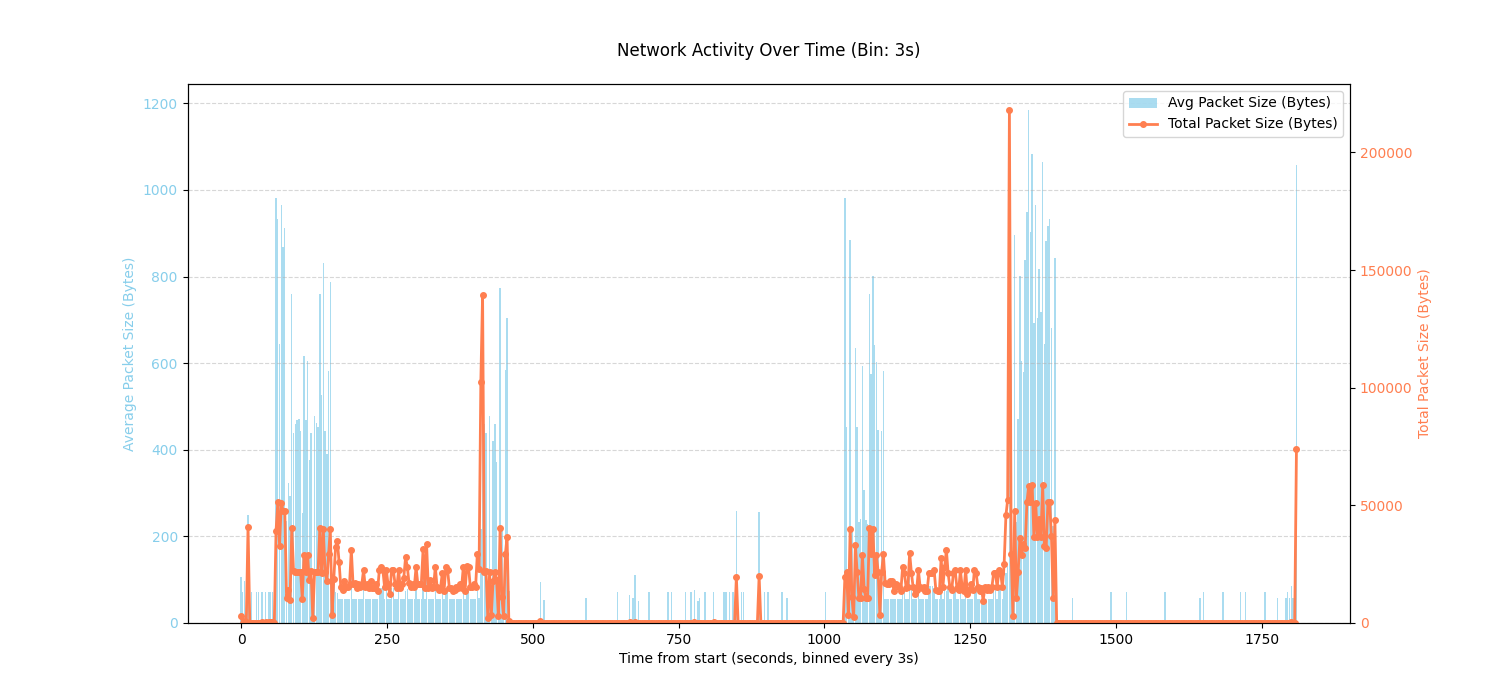 Network Activity Over Time (Bin: 3s)
Avg Packet Size (Bytes)
Total Packet Size (Bytes)
Average Packet Size (Bytes)
1200
1000
800
600
400
200
0
Total Packet Size (Bytes)
200000
150000
100000
50000
0
0 250 500 750 1000 1250 1500 1750
Time from start (seconds, binned every 3s)